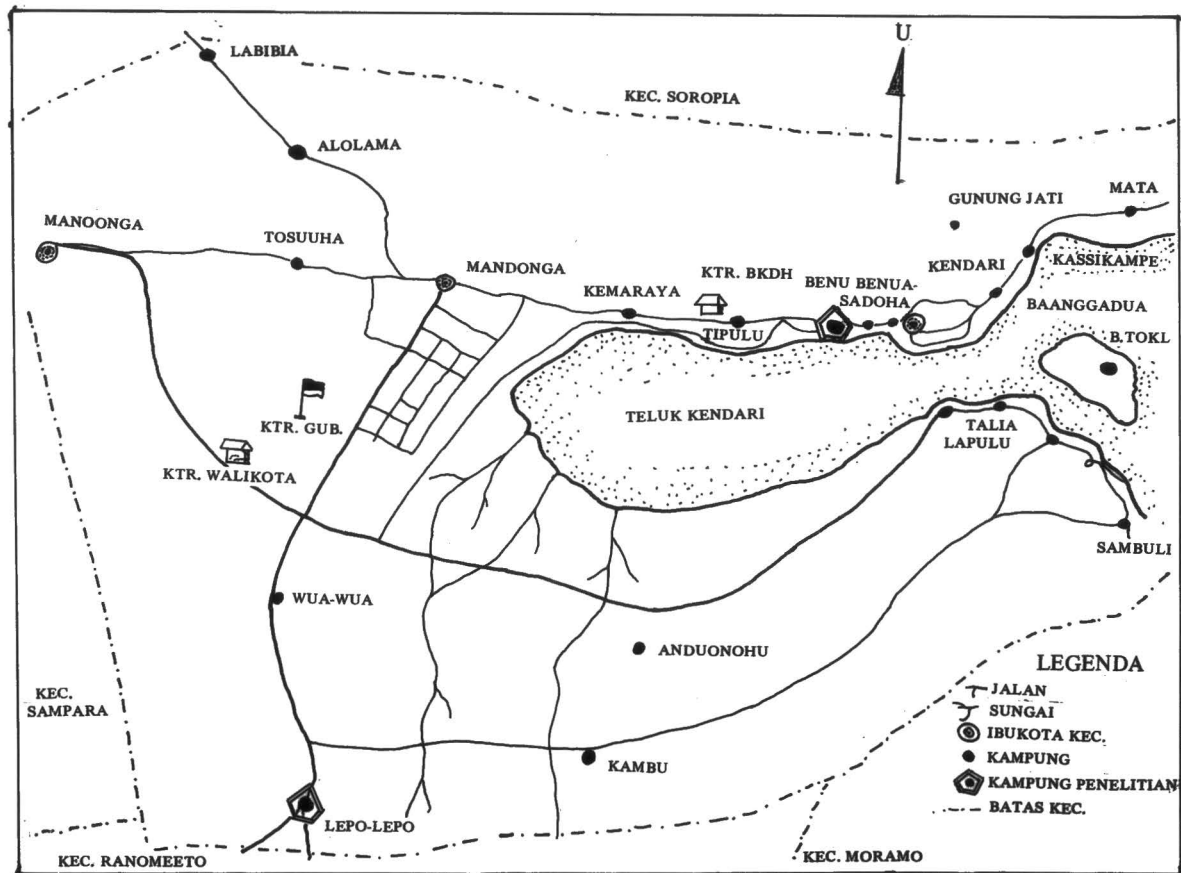 LABIBIA
U
KEC. SOROPIA
ALOLAMA
MATA
GUNUNG JATI
MANOONGA
TOSUUHA
MANDONGA
KTR. BKDH
BENU BENUA-
SADOHA
KENDARI
KASSIKAMPE
KEMARAYA
TIPULU
BAANGGADUA
B.TOKL
KTR. GUB.
TELUK KENDARI
TALIA
LAPULU
KTR. WALIKOTA
SAMBULI
WUA-WUA
ANDUONOHU
KEC.
SAMPARA
KAMBU
LEPO-LEPO
KEC. RANOMEETO
KEC. MORAMO
LEGENDA
JALAN
SUNGAI
IBUKOTA KEC.
KAMPUNG
KAMPUNG PENELITIAN
BATAS KEC.